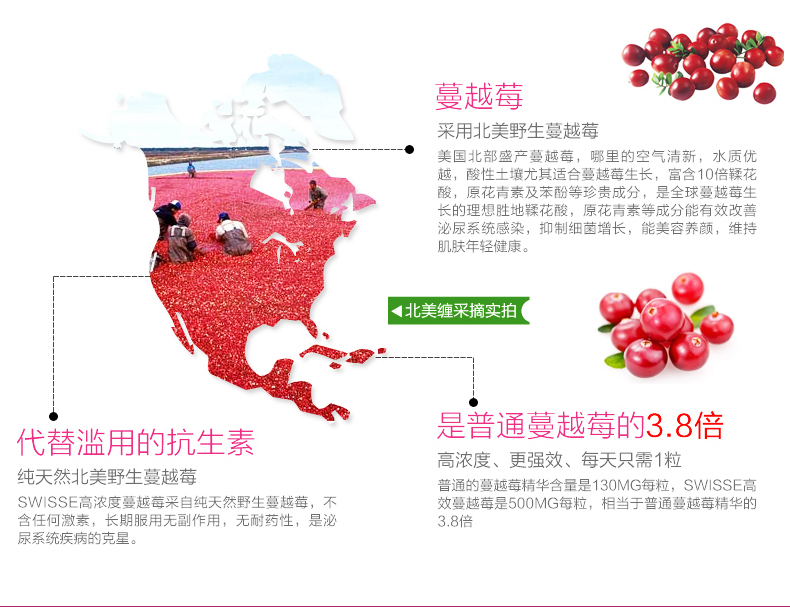 蔓越莓
采用北美野生蔓越莓
美国北部盛产蔓越莓，哪里的空气清新，水质优
越，酸性土壤尤其适合蔓越莓生长，富含10倍鞣花
酸，原花青素及苯酚等珍贵成分，是全球蔓越莓生
长的理想胜地鞣花酸，原花青素等成分能有效改善
泌尿系统感染，抑制细菌增长，能美容养颜，维持
肌肤年轻健康。
北美缠采摘实拍
代替滥用的抗生素
纯天然北美野生蔓越莓
SWISSE高浓度蔓越莓采自纯天然野生蔓越莓，不
含任何激素，长期服用无副作用，无耐药性，是泌
尿系统疾病的克星。
是普通蔓越莓的3.8倍
高浓度、更强效、每天只需1粒
普通的蔓越莓精华含量是130MG每粒，SWISSE高
效蔓越莓是500MG每粒，相当于普通蔓越莓精华的
3.8倍